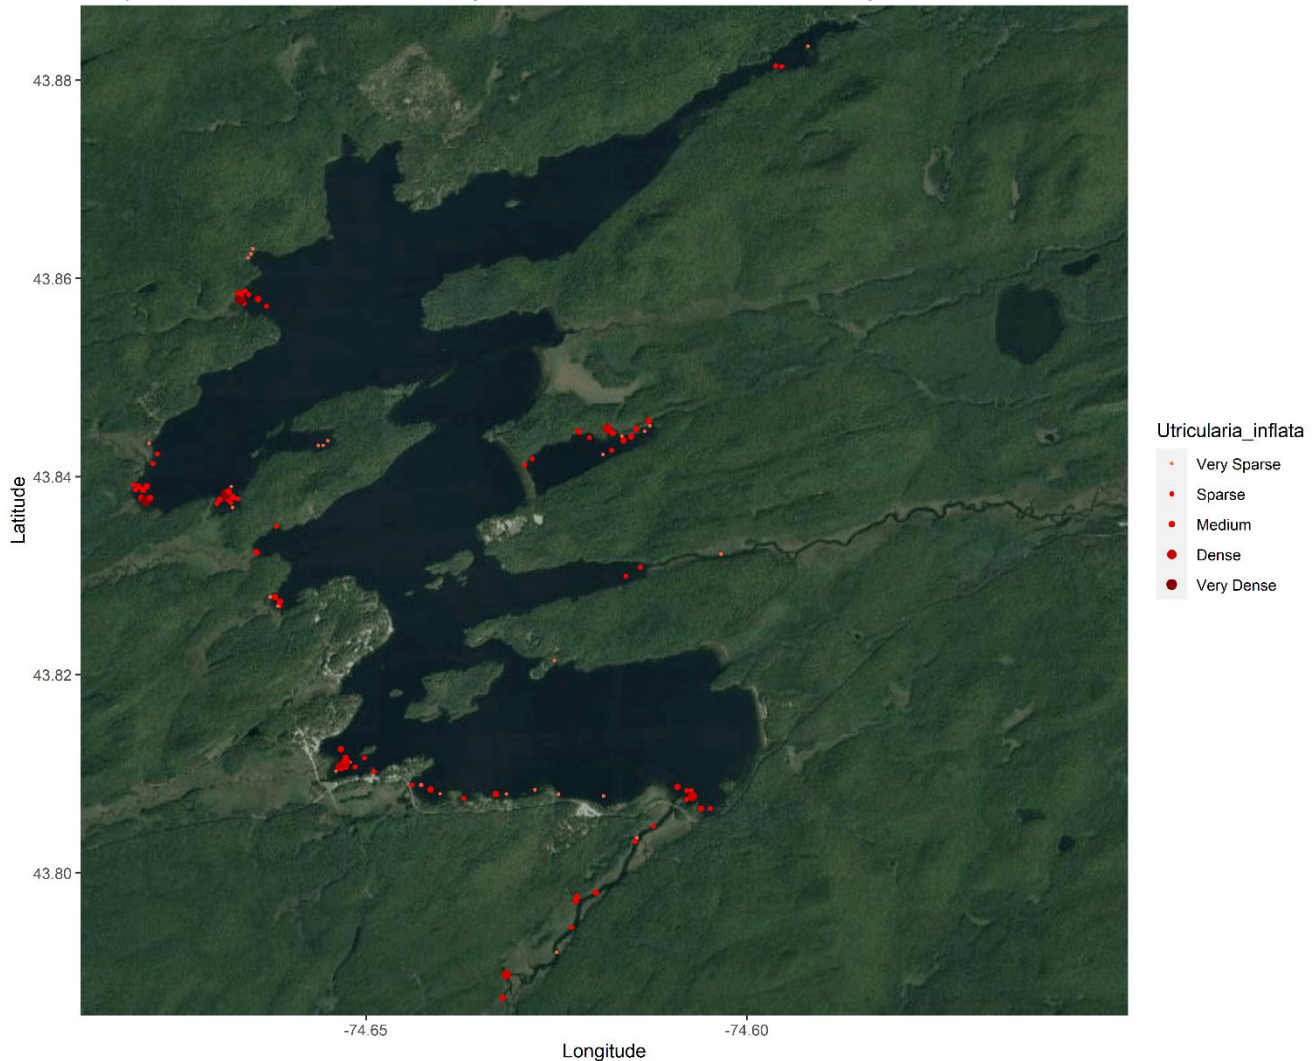 43.88
43.86
43.84
43.82
43.80
Latitude
-74.65
-74.60
Longitude
Utricularia_inflata
Very Sparse
Sparse
Medium
Dense
Very Dense